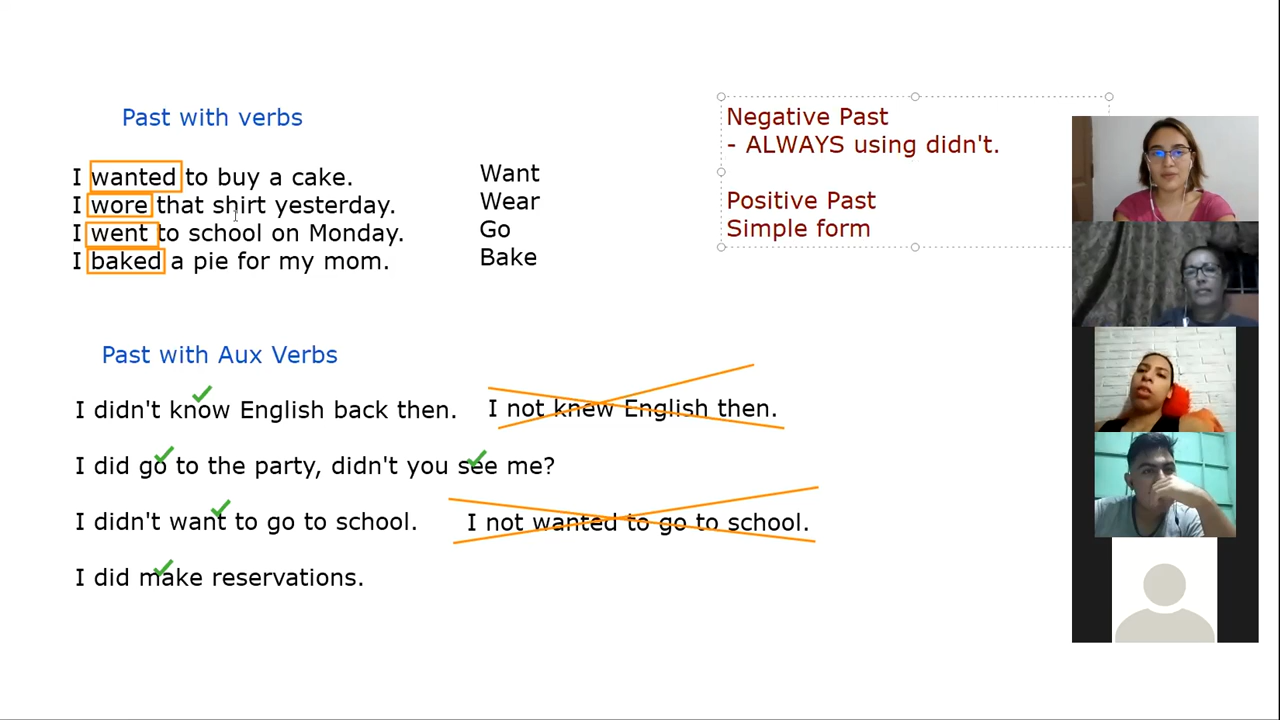 Past with verbs
I wanted to buy a cake.
I wore that shirt yesterday.
I went to school on Monday.
I baked a pie for my mom.
Want
Wear
Go
Bake
Negative Past
- ALWAYS using didn't.
Positive Past
Simple form
Past with Aux Verbs
I didn't know English back then.
I not knew English then.
I did go to the party, didn't you see me?
I didn't want to go to school.
I not wanted to go to school.
I did make reservations.